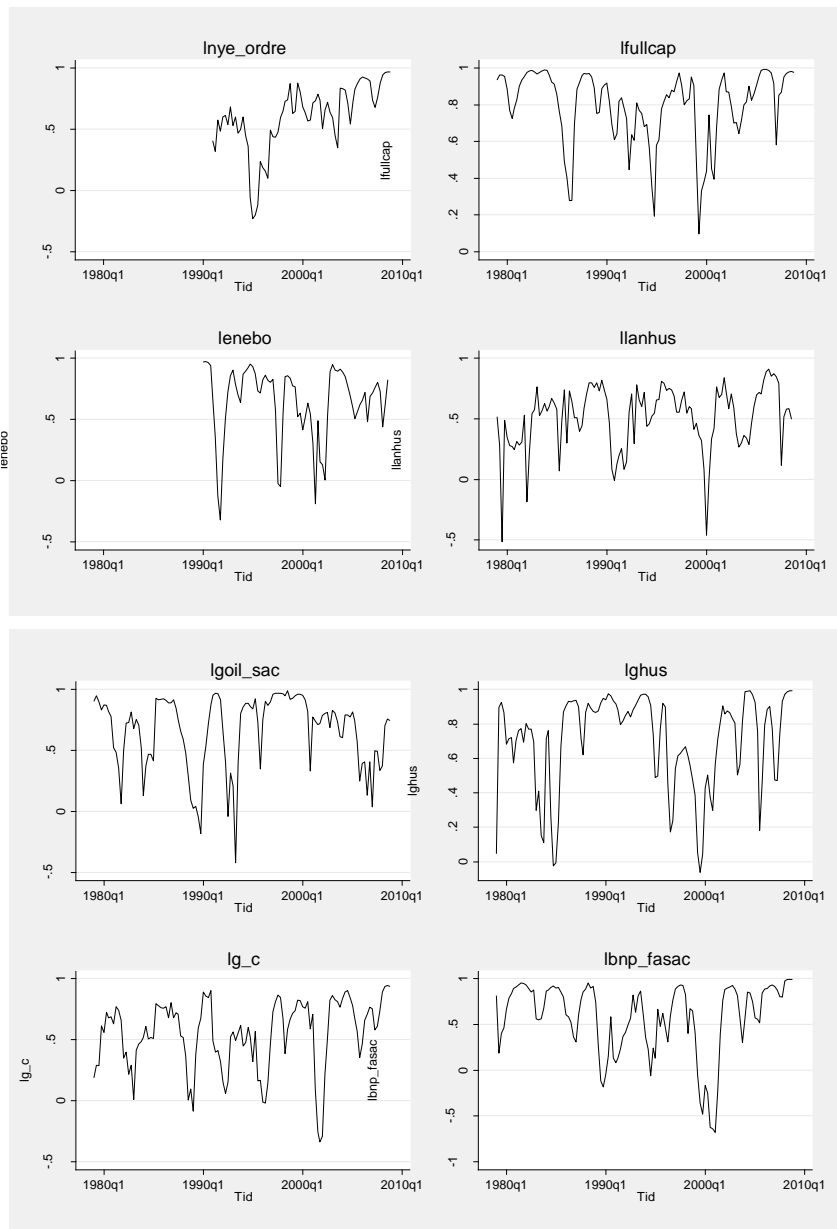 lnye_ordre
1
.5
0
-.5
1980q1 1990q1 2000q1 2010q1
Tid
lfullcap
lfullcap
1
.8
.6
.4
.2
0
1980q1 1990q1 2000q1 2010q1
Tid
lenebo
lenebo
1
.5
0
-.5
1980q1 1990q1 2000q1 2010q1
Tid
llanhus
llanhus
1
.5
0
-.5
1980q1 1990q1 2000q1 2010q1
Tid
lgoil_sac
1
.5
0
-.5
1980q1 1990q1 2000q1 2010q1
Tid
lghus
lghus
1
.8
.6
.4
.2
0
1980q1 1990q1 2000q1 2010q1
Tid
lg_c
lg_c
1
.5
0
-.5
1980q1 1990q1 2000q1 2010q1
Tid
lbnp_fasac
lbnp_fasac
1
.5
0
-.5
-1
1980q1 1990q1 2000q1 2010q1
Tid